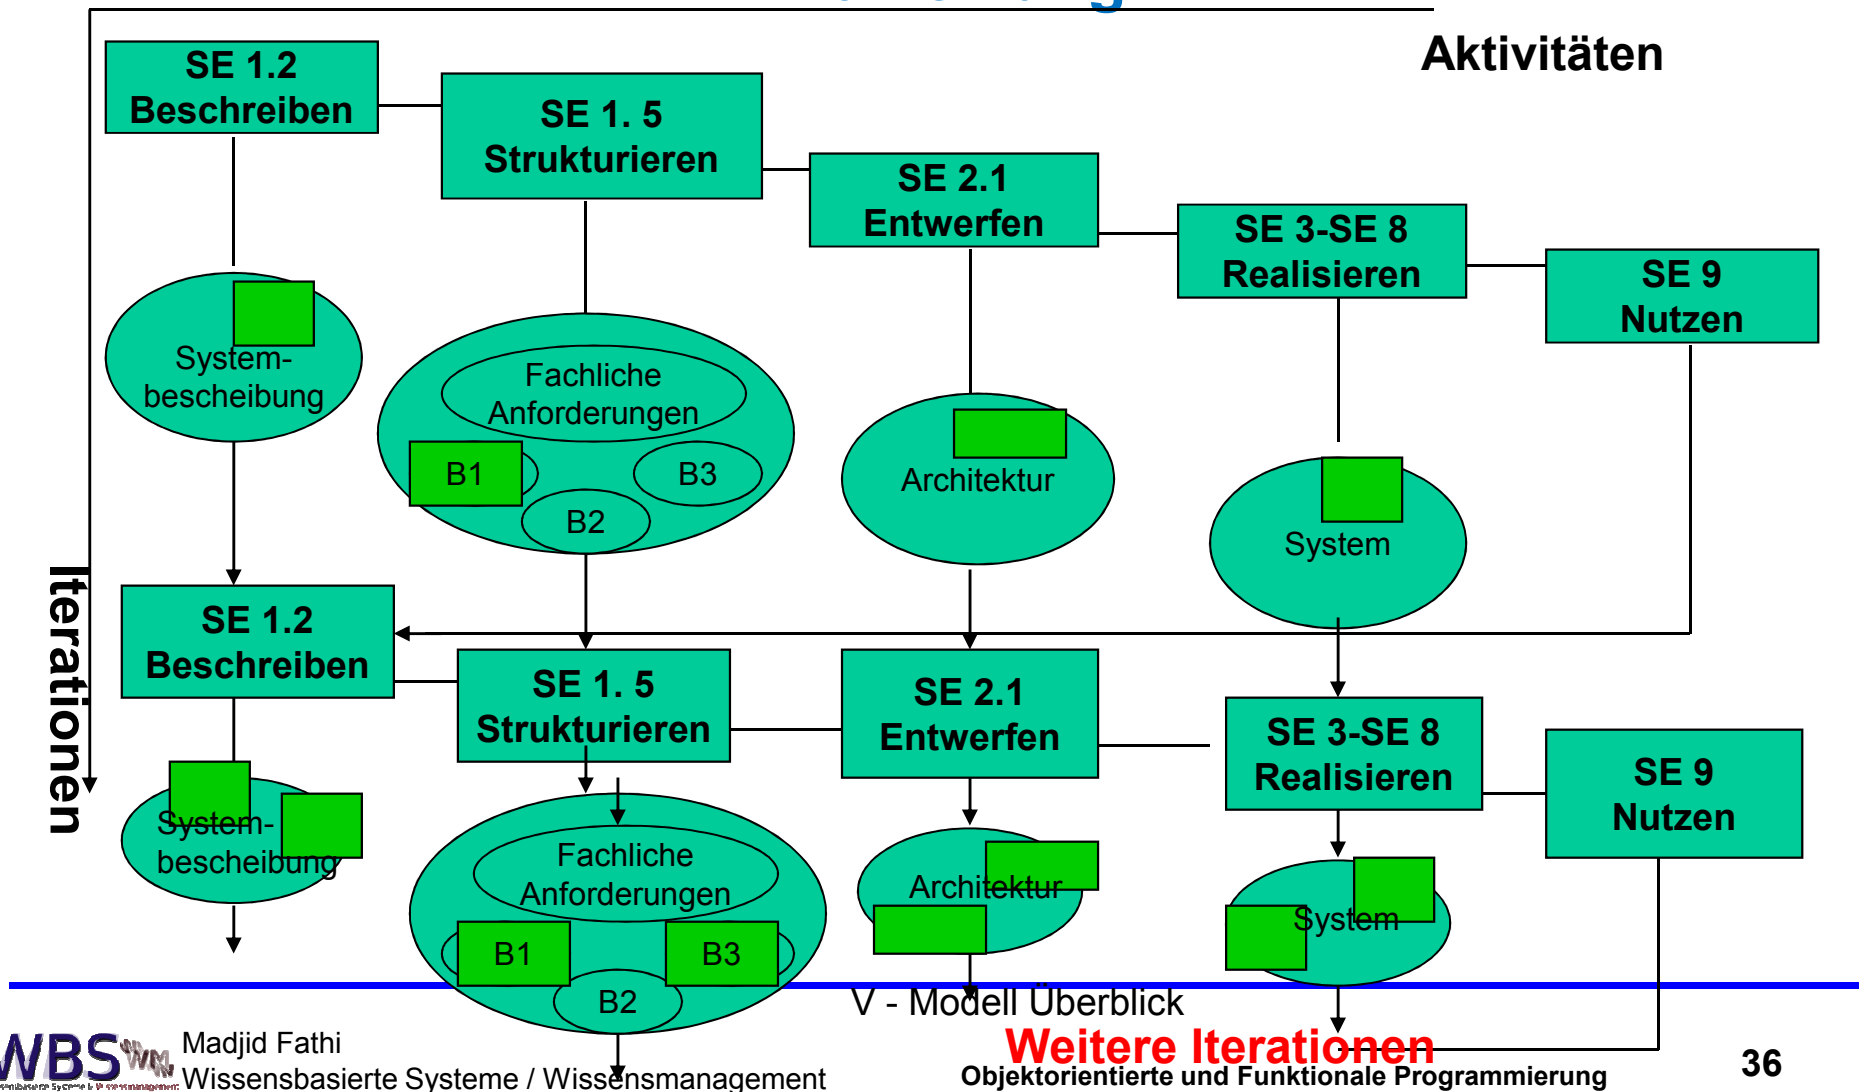 Aktivitäten
SE 1.2
Beschreiben
SE 1. 5
Strukturieren
SE 2.1
Entwerfen
SE 3-SE 8
Realisieren
SE 9
Nutzen
System-
bescheibung
Fachliche
Anforderungen
B1
B3
B2
Architektur
System
Iterationen
SE 1.2
Beschreiben
SE 1. 5
Strukturieren
SE 2.1
Entwerfen
SE 3-SE 8
Realisieren
SE 9
Nutzen
System-
bescheibung
Fachliche
Anforderungen
B1
B3
B2
Architektur
System
V - Modell Überblick
Weitere Iterationen
WBS
Madjid Fathi
Wissensbasierte Systeme / Wissensmanagement
Objektorientierte und Funktionale Programmierung
36